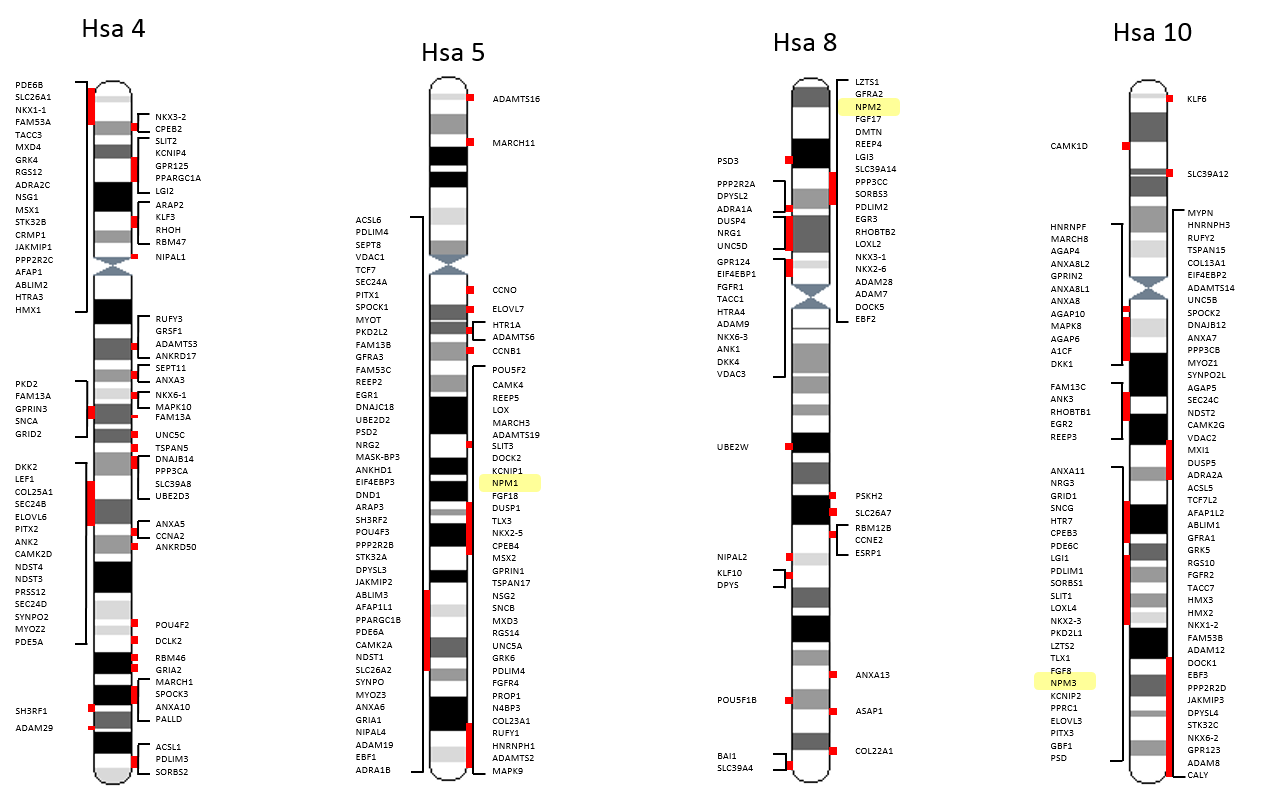 Hsa 4
PDE6B
SLC26A1
NKX1-1
FAM53A
TACC3
MXD4
GRK4
RGS12
ADRA2C
NSG1
MSX1
STK32B
CRMP1
JAKMIP1
PPP2R2C
AFAP1
ABLIM2
HTRA3
HMX1
PKD2
FAM13A
GPRIN3
SNCA
GRID2
DKK2
LEF1
COL25A1
SEC24B
ELOVL6
PITX2
ANK2
CAMK2D
NDST4
NDST3
PRSS12
SEC24D
SYNPO2
MYOZ2
PDE5A
SH3RF1
ADAM29
NKX3-2
CPEB2
SLIT2
KCNIP4
GPR125
PPARGC1A
LGI2
ARAP2
KLF3
RHOH
RBM47
NIPAL1
RUFY3
GRSF1
ADAMTS3
ANKRD17
SEPT11
ANXA3
NKX6-1
MAPK10
FAM13A
UNC5C
TSPAN5
DNAJB14
PPP3CA
SLC39A8
UBE2D3
ANXA5
CCNA2
ANKRD50
POU4F2
DCLK2
RBM46
GRIA2
MARCH1
SPOCK3
ANXA10
PALLD
ACSL1
PDLIM3
SORBS2
Hsa 5
ACSL6
PDLIM4
SEPT8
VDAC1
TCF7
SEC24A
PITX1
SPOCK1
MYOT
PKD2L2
FAM13B
GFRA3
FAM53C
REEP2
EGR1
DNAJC18
UBE2D2
PSD2
NRG2
MASK-BP3
ANKHD1
EIF4EBP3
DND1
ARAP3
SH3RF2
POU4F3
PPP2R2B
STK32A
DPYSL3
JAKMIP2
ABLIM3
AFAP1L1
PPARGC1B
PDE6A
CAMK2A
NDST1
SLC26A2
SYNPO
MYOZ3
ANXA6
GRIA1
NIPAL4
ADAM19
EBF1
ADRA1B
ADAMTS16
MARCH11
CCNO
ELOVL7
HTR1A
ADAMTS6
CCNB1
POU5F2
CAMK4
REEP5
LOX
MARCH3
ADAMTS19
SLIT3
DOCK2
KCNIP1
NPM1
FGF18
DUSP1
TLX3
NKX2-5
CPEB4
MSX2
GPRIN1
TSPAN17
NSG2
SNCB
MXD3
RGS14
UNC5A
GRK6
PDLIM4
FGFR4
PROP1
N4BP3
COL23A1
RUFY1
HNRNPH1
ADAMTS2
MAPK9
Hsa 8
PSD3
PPP2R2A
DPYSL2
ADRA1A
DUSP4
NRG1
UNC5D
GPR124
EIF4EBP1
FGFR1
TACC1
HTRA4
ADAM9
NKX6-3
ANK1
DKK4
VDAC3
UBE2W
NIPAL2
KLF10
DPYS
POU5F1B
BAI1
SLC39A4
LZTS1
GFRA2
NPM2
FGF17
DMTN
REEP4
LGI3
SLC39A14
PPP3CC
SORBS3
PDLIM2
EGR3
RHOBTB2
LOXL2
NKX3-1
NKX2-6
ADAM28
ADAM7
DOCK5
EBF2
PSKH2
SLC26A7
RBM12B
CCNE2
ESRP1
ANXA13
ASAP1
COL22A1
Hsa 10
CAMK1D
HNRNPF
MARCH8
AGAP4
ANXA8L2
GPRIN2
ANXA8L1
ANXA8
AGAP10
MAPK8
AGAP6
A1CF
DKK1
FAM13C
ANK3
RHOBTB1
EGR2
REEP3
ANXA11
NRG3
GRID1
SNCG
HTR7
CPEB3
PDE6C
LGI1
PDLIM1
SORBS1
SLIT1
LOXL4
NKX2-3
PKD2L1
LZTS2
TLX1
FGF8
NPM3
KCNIP2
PPRC1
ELOVL3
PITX3
GBF1
PSD
KLF6
SLC39A12
MYPN
HNRNPH3
RUFY2
TSPAN15
COL13A1
EIF4EBP2
ADAMTS14
UNC5B
SPOCK2
DNAJB12
ANXA7
PPP3CB
MYOZ1
SYNPO2L
AGAP5
SEC24C
NDST2
CAMK2G
VDAC2
MXI1
DUSP5
ADRA2A
ACSL5
TCF7L2
AFAP1L2
ABLIM1
GFRA1
GRK5
RGS10
FGFR2
TACC7
HMX3
HMX2
NKX1-2
FAM53B
ADAM12
DOCK1
EBF3
PPP2R2D
JAKMIP3
DPYSL4
STK32C
NKX6-2
GPR123
ADAM8
CALY